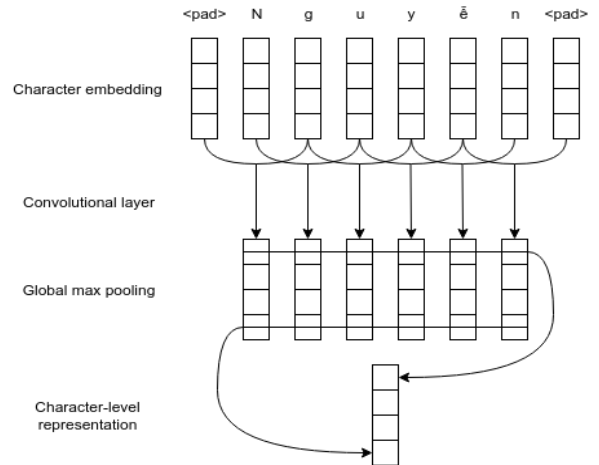 <pad> N g u y ẽ n <pad>
Character embedding
Convolutional layer
Global max pooling
Character-level
representation